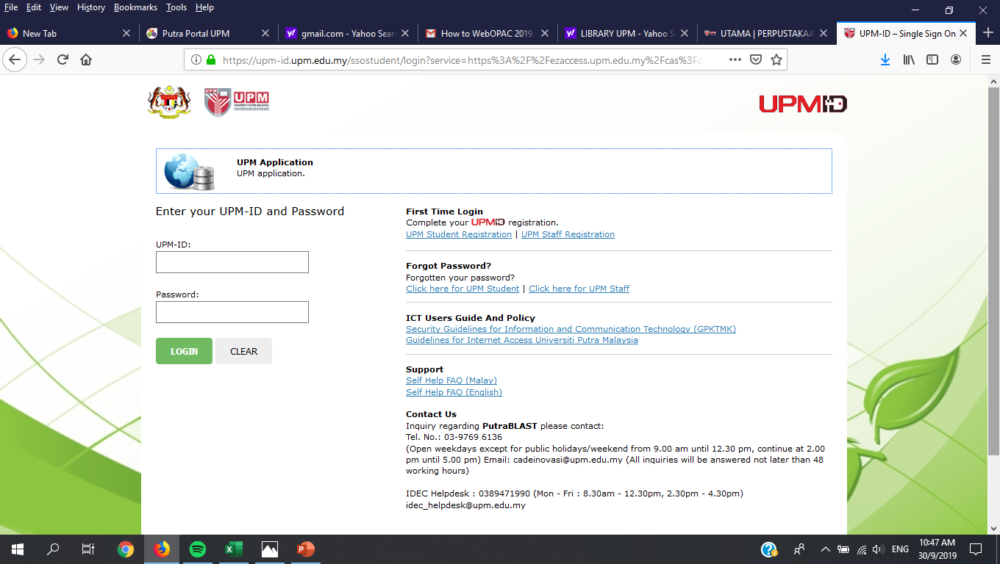 File Edit View History Bookmarks Tools Help
New Tab
Putra Portal UPM
gmail.com - Yahoo Sear
How to WebOPAC 2019
LIBRARY UPM - Yahoo S
UTAMA | PERPUSTAKAA
UPM-ID – Single Sign On
https://upm-id.upm.edu.my/ssostudent/login?service=https%3A%2F%2Fezaccess.upm.edu.my%2Fcas%3F
UPM
UPM
UNIVERSITI PUTRA MALAYSIA
UPMID
UPM Application
UPM application.
Enter your UPM-ID and Password
UPM-ID:
Password:
LOGIN CLEAR
First Time Login
Complete your UPMID registration.
UPM Student Registration | UPM Staff Registration
Forgot Password?
Forgotten your password?
Click here for UPM Student | Click here for UPM Staff
ICT Users Guide And Policy
Security Guidelines for Information and Communication Technology (GPKTMK)
Guidelines for Internet Access Universiti Putra Malaysia
Support
Self Help FAQ (Malay)
Self Help FAQ (English)
Contact Us
Inquiry regarding PutraBLAST please contact:
Tel. No.: 03-9769 6136
(Open weekdays except for public holidays/weekend from 9.00 am until 12.30 pm, continue at 2.00
pm until 5.00 pm) Email: cadeinovasi@upm.edu.my (All inquiries will be answered not later than 48
working hours)
IDEC Helpdesk : 0389471990 (Mon - Fri : 8.30am - 12.30pm, 2.30pm - 4.30pm)
idec_helpdesk@upm.edu.my
ENG
10:47 AM
30/9/2019